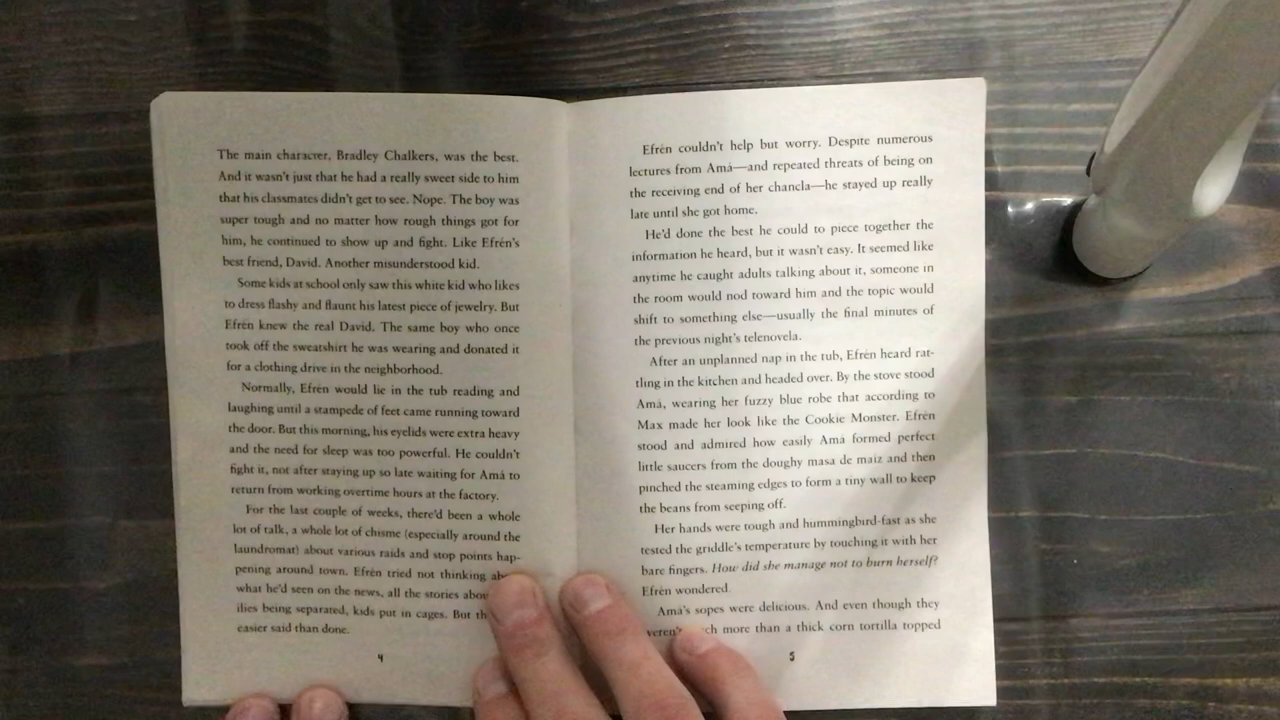 The main character, Bradley Chalkers, was the best.
And it wasn't just that he had a really sweet side to him
that his classmates didn't get to see. Nope. The boy was
super tough and no matter how rough things got for
him, he continued to show up and fight. Like Efrén's
best friend, David. Another misunderstood kid.
Some kids at school only saw this white kid who likes
to dress flashy and flaunt his latest piece of jewelry. But
Efrén knew the real David. The same boy who once
took off the sweatshirt he was wearing and donated it
for a clothing drive in the neighborhood.
Normally, Efrén would lie in the tub reading and
laughing until a stampede of feet came running toward
the door. But this morning, his eyelids were extra heavy
and the need for sleep was too powerful. He couldn't
fight it, not after staying up so late waiting for Amá to
return from working overtime hours at the factory.
For the last couple of weeks, there'd been a whole
lot of talk, a whole lot of chisme (especially around the
laundromat) about various raids and stop points hap-
pening around town. Efrén tried not thinking
what he'd seen on the news, all the stories
ilies being separated, kids put in cages. But
easier said than done.
4
Efrén couldn't help but worry. Despite numerous
lectures from Amá—and repeated threats of being on
the receiving end of her chancla—he stayed up really
late until she got home.
He'd done the best he could to piece together the
information he heard, but it wasn't easy. It seemed like
anytime he caught adults talking about it, someone in
the room would nod toward him and the topic would
shift to something else—usually the final minutes of
the previous night's telenovela.
After an unplanned nap in the tub, Efrén heard rat-
tling in the kitchen and headed over. By the stove stood
Amá, wearing her fuzzy blue robe that according to
Max made her look like the Cookie Monster. Efrén
stood and admired how easily Amá formed perfect
little saucers from the doughy masa de maíz and then
pinched the steaming edges to form a tiny wall to keep
the beans from seeping off.
Her hands were tough and hummingbird-fast as she
tested the griddle's temperature by touching it with her
bare fingers. How did she manage not to burn herself?
Efrén wondered.
Amá's sopes were delicious. And even though they
more than a thick corn tortilla topped
5